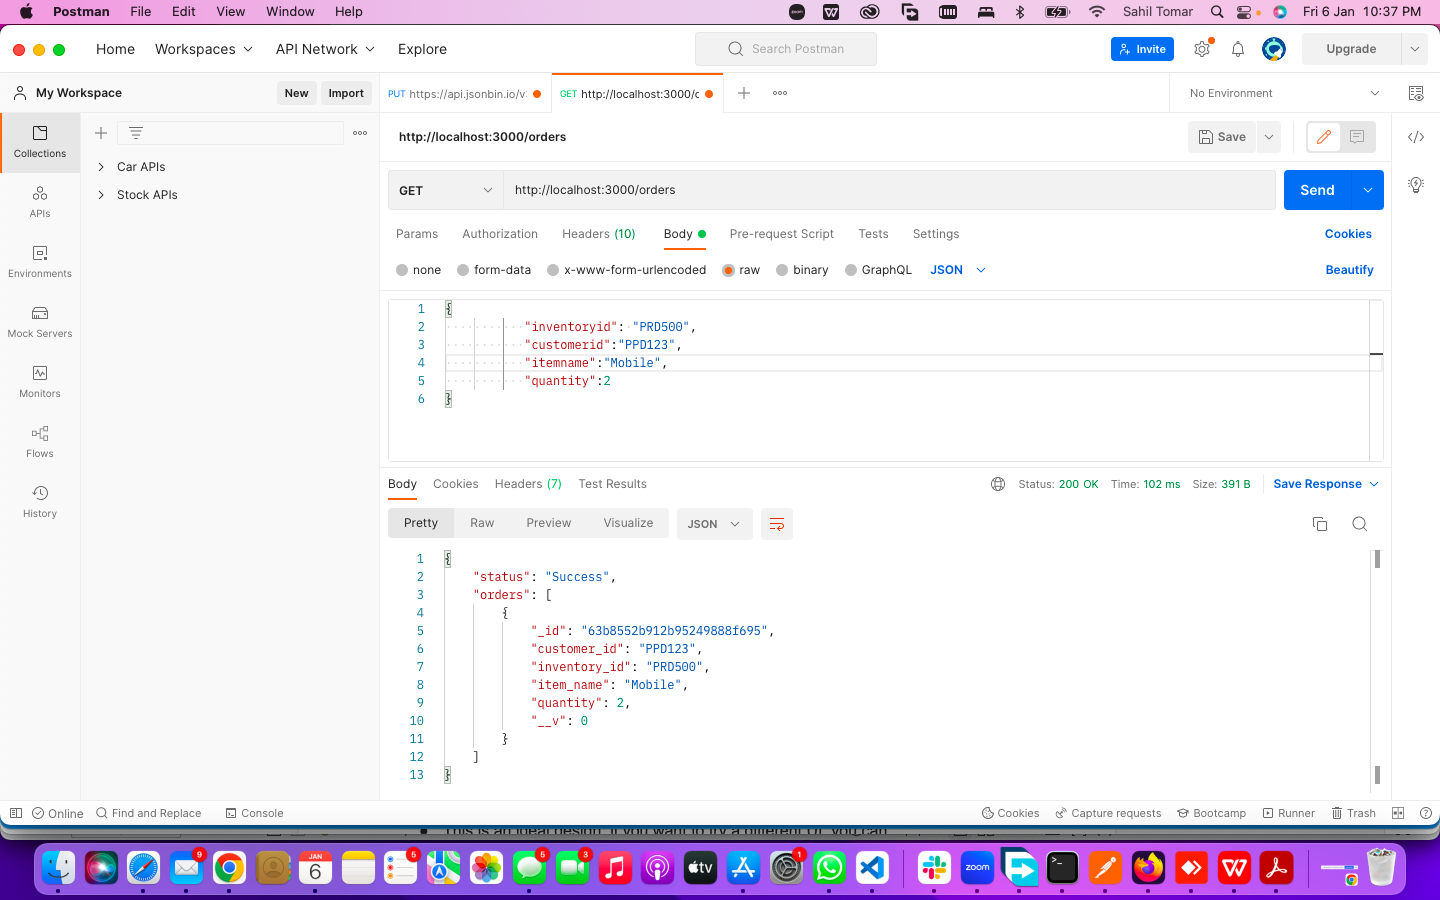 Postman File Edit View Window Help Sahil Tomar Fri 6 Jan 10:37 PM
Home Workspaces API Network Explore Search Postman Invite Upgrade
My Workspace New Import PUT https://api.jsonbin.io/v GET http://localhost:3000/c No Environment
Collections
APIs
Environments
Mock Servers
Monitors
Flows
History
Car APIs
Stock APIs
http://localhost:3000/orders Save
GET http://localhost:3000/orders Send
Params Authorization Headers (10) Body Pre-request Script Tests Settings Cookies
none form-data x-www-form-urlencoded raw binary GraphQL JSON Beautify
1 {
2 "inventoryid": "PRD500",
3 "customerid":"PPD123",
4 "itemname":"Mobile",
5 "quantity":2
6 }
Body Cookies Headers (7) Test Results Status: 200 OK Time: 102 ms Size: 391 B Save Response
Pretty Raw Preview Visualize JSON
1 {
2 "status": "Success",
3 "orders": [
4 {
5 "_id": "63b8552b912b95249888f695",
6 "customer_id": "PPD123",
7 "inventory_id": "PRD500",
8 "item_name": "Mobile",
9 "quantity": 2,
10 "__v": 0
11 }
12 ]
13 }
Online Find and Replace Console Cookies Capture requests Bootcamp Runner Trash
This is an ideal design, if you want to try a different UI, you can
9 JAN 6 5 5 3 tv 1 zoom